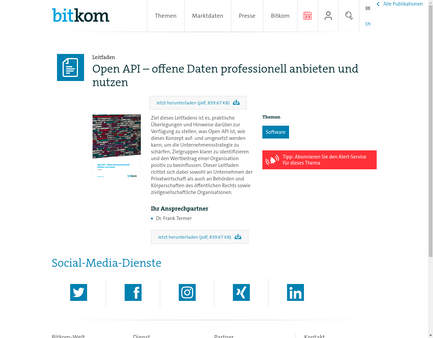 bitkom
Themen
Marktdaten
Presse
Bitkom
DE
EN
Alle Publikationen
Leitfaden
Open API – offene Daten professionell anbieten und
nutzen
Jetzt herunterladen (pdf, 839.67 KB)
Ziel dieses Leitfadens ist es, praktische
Überlegungen und Hinweise darüber zur
Verfügung zu stellen, was Open API ist, wie
dieses Konzept auf- und umgesetzt werden
kann, um die Unternehmensstrategie zu
schärfen, Zielgruppen klarer zu identifizieren
und den Wertbeitrag einer Organisation
positiv zu beeinflussen. Dieser Leitfaden
richtet sich dabei sowohl an Unternehmen der
Privatwirtschaft als auch an Behörden und
Körperschaften des öffentlichen Rechts sowie
zivilgesellschaftliche Organisationen.
Ihr Ansprechpartner
Dr. Frank Termer
Jetzt herunterladen (pdf, 839.67 KB)
Themen
Software
Tipp: Abonnieren Sie den Alert-Service
für dieses Thema
Social-Media-Dienste
Bitkom-Welt
Dienst
Partner
Kontakt